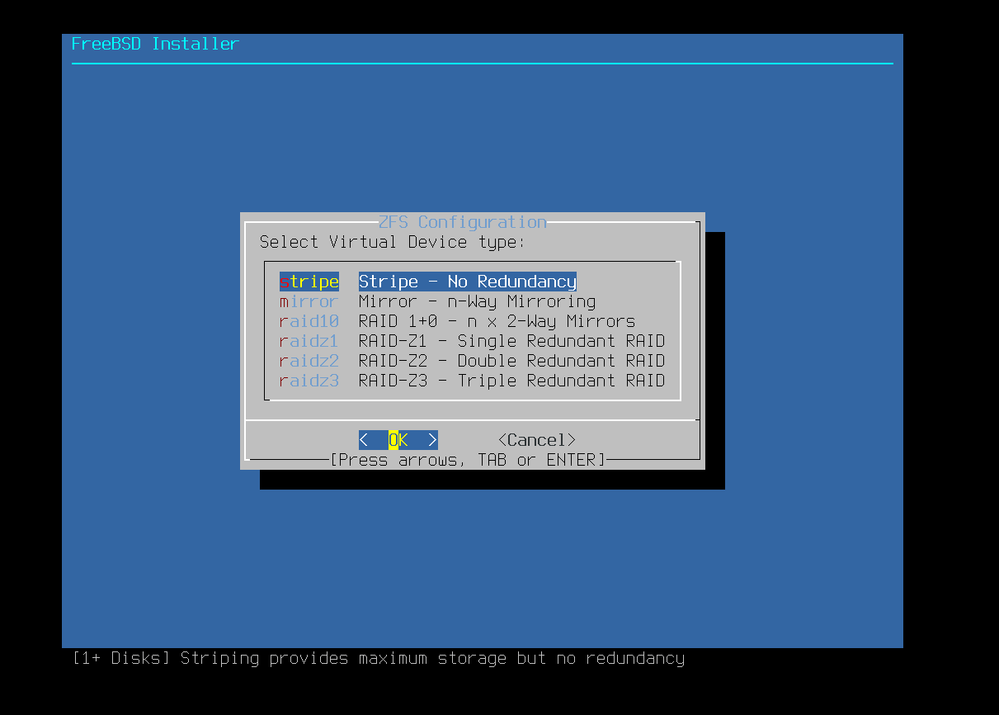 FreeBSD Installer
ZFS Configuration
Select Virtual Device type:
stripe Stripe - No Redundancy
mirror Mirror - n-Way Mirroring
raid10 RAID 1+0 - n x 2-Way Mirrors
raidz1 RAID-Z1 - Single Redundant RAID
raidz2 RAID-Z2 - Double Redundant RAID
raidz3 RAID-Z3 - Triple Redundant RAID
< OK > <Cancel>
[Press arrows, TAB or ENTER]
[1+ Disks] Striping provides maximum storage but no redundancy